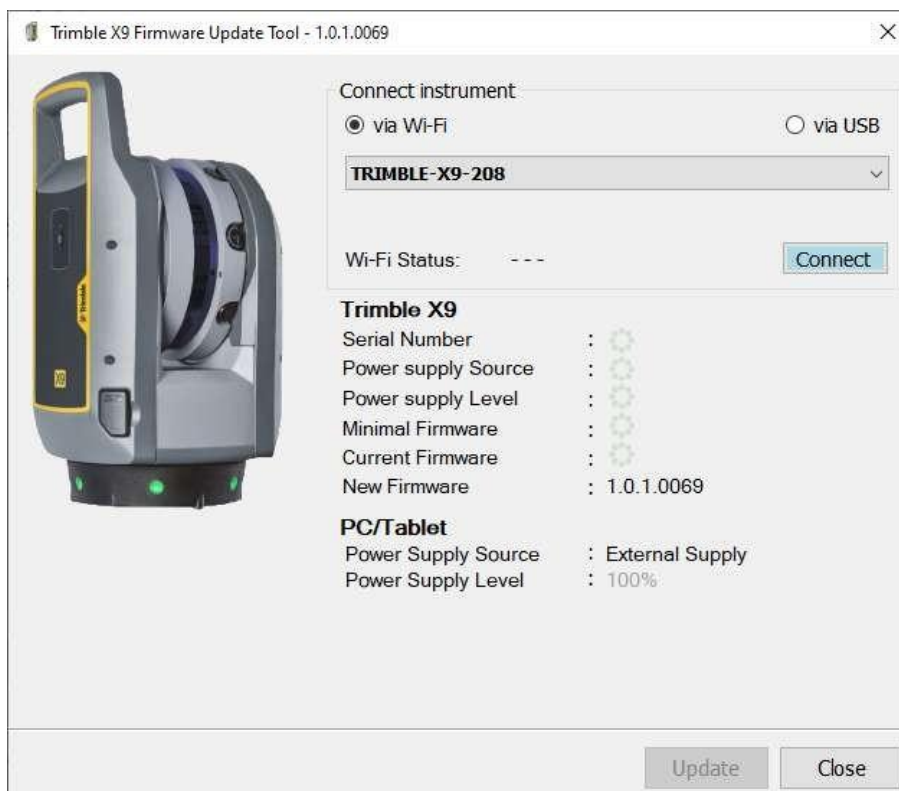 Trimble X9 Firmware Update Tool - 1.0.1.0069
Connect instrument
via Wi-Fi
via USB
TRIMBLE-X9-208
Wi-Fi Status: ---
Connect
Trimble X9
Serial Number :
Power supply Source :
Power supply Level :
Minimal Firmware :
Current Firmware :
New Firmware : 1.0.1.0069
PC/Tablet
Power Supply Source : External Supply
Power Supply Level : 100%
Trimble
X9
Update
Close